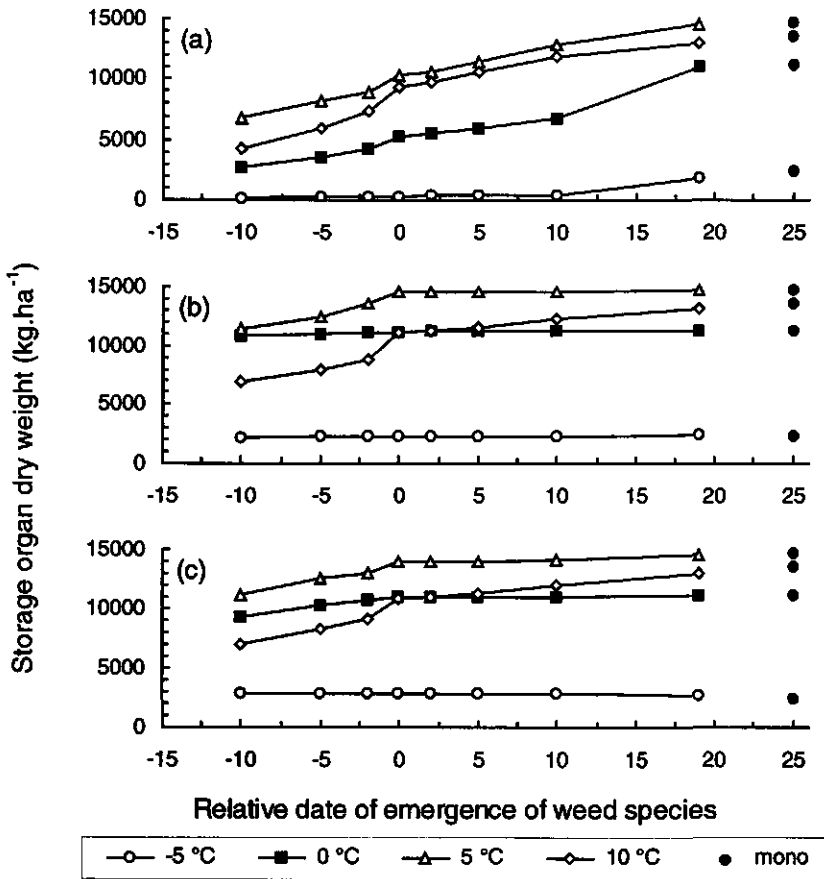 15000
(a)
10000
5000
0
-15 -10 -5 0 5 10 15 20 25
15000
(b)
10000
5000
0
-15 -10 -5 0 5 10 15 20 25
15000
(c)
10000
5000
0
-15 -10 -5 0 5 10 15 20 25
Storage organ dry weight (kg.ha⁻¹)
Relative date of emergence of weed species
-5 °C 0 °C 5 °C 10 °C mono